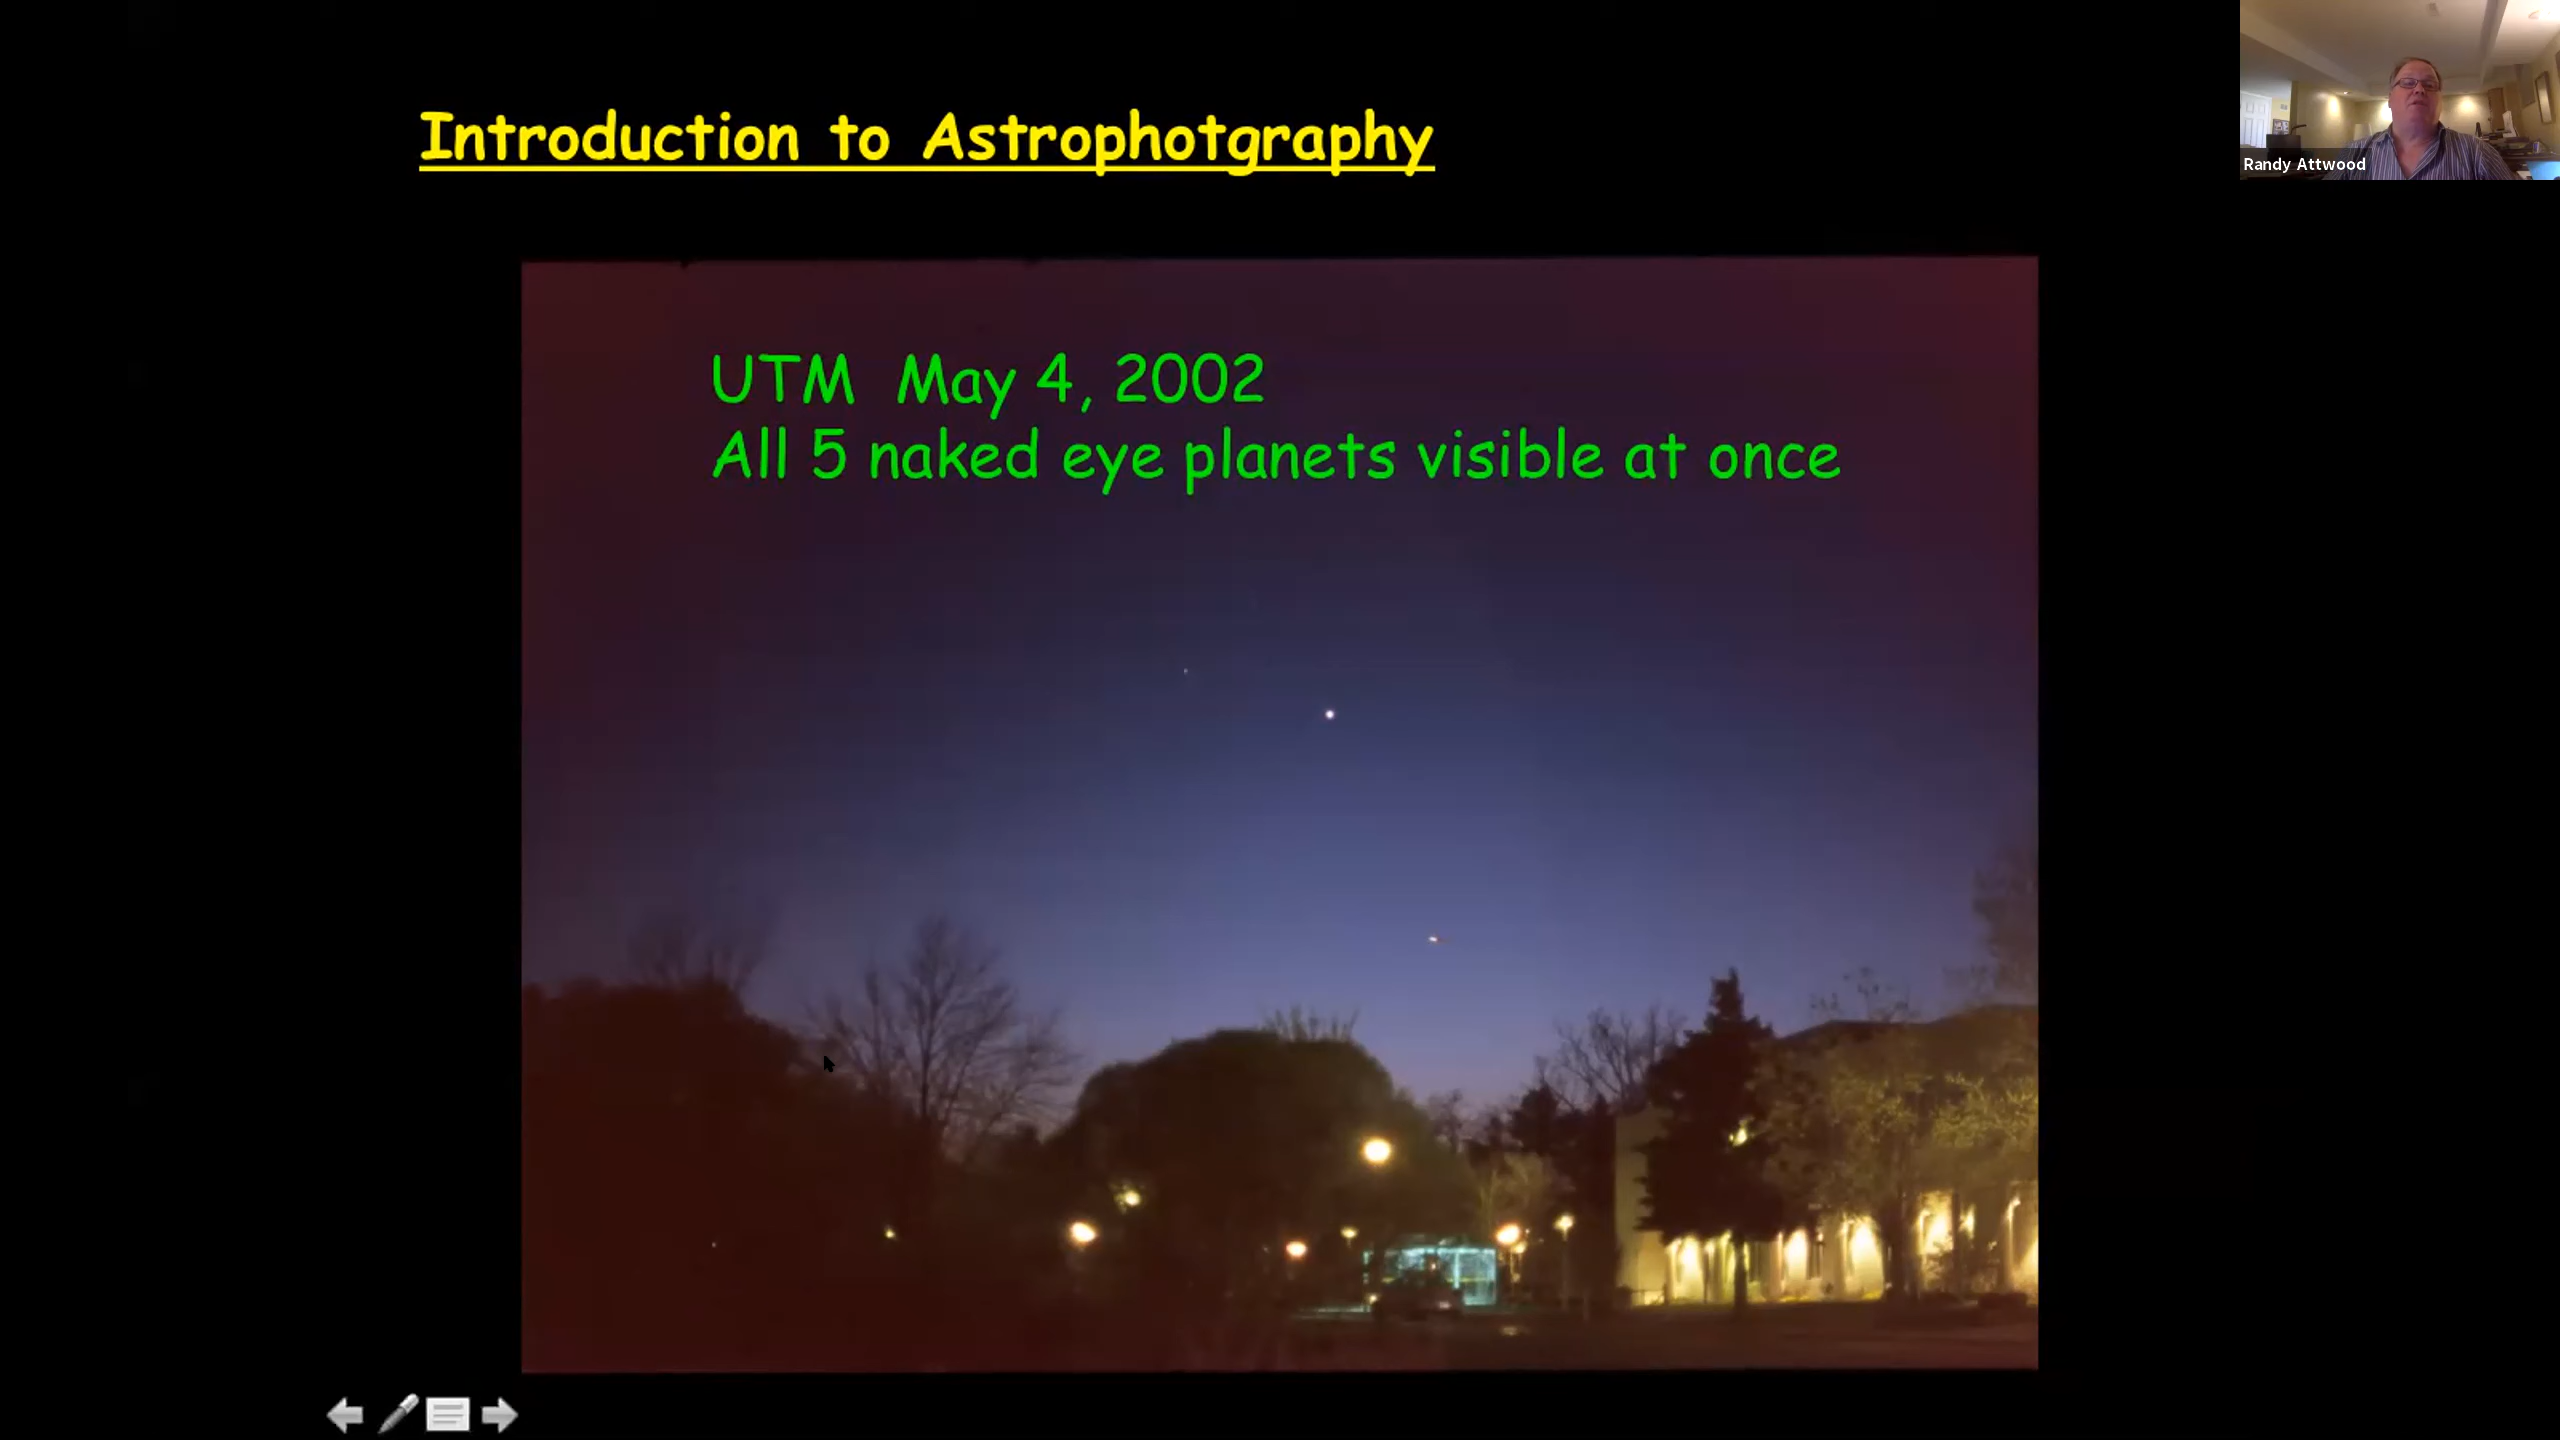 Introduction to Astrophotgraphy
Randy Attwood
UTM May 4, 2002
All 5 naked eye planets visible at once